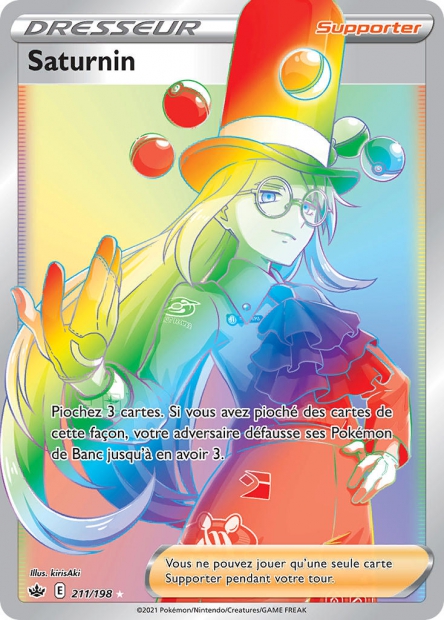 DRESSEUR
Supporter
Saturnin
Piochez 3 cartes. Si vous avez pioché des cartes de
cette façon, votre adversaire défausse ses Pokémon
de Banc jusqu'à en avoir 3.
Vous ne pouvez jouer qu'une seule carte
Supporter pendant votre tour.
Illus. kirisAki
E 211/198
©2021 Pokémon/Nintendo/Creatures/GAME FREAK